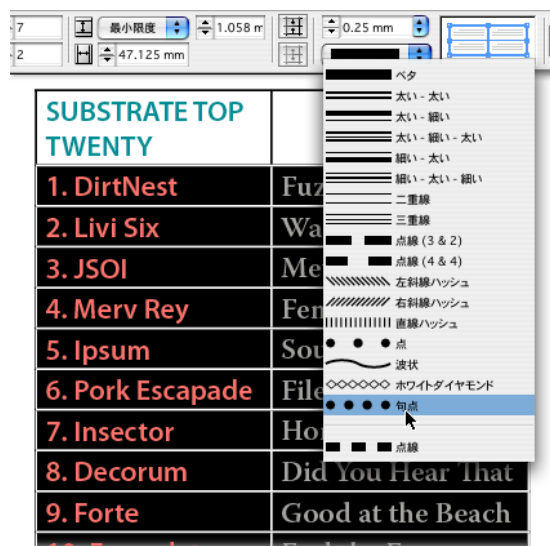 7
最小限度
1.058 m
0.25 mm
2
47.125 mm
SUBSTRATE TOP
TWENTY
1. DirtNest
2. Livi Six
Wa
3. JSOI
Me
4. Merv Rey
5. Ipsum
6. Pork Escapade
7. Insector
8. Decorum
Did You Hear That
9. Forte
Good at the Beach
ベタ
太い - 太い
太い - 細い
太い - 細い - 太い
細い - 太い
細い - 太い - 細い
二重線
三重線
点線 (3 & 2)
点線 (4 & 4)
左斜線ハッシュ
右斜線ハッシュ
直線ハッシュ
点
波状
ホワイトダイヤモンド
句点
点線